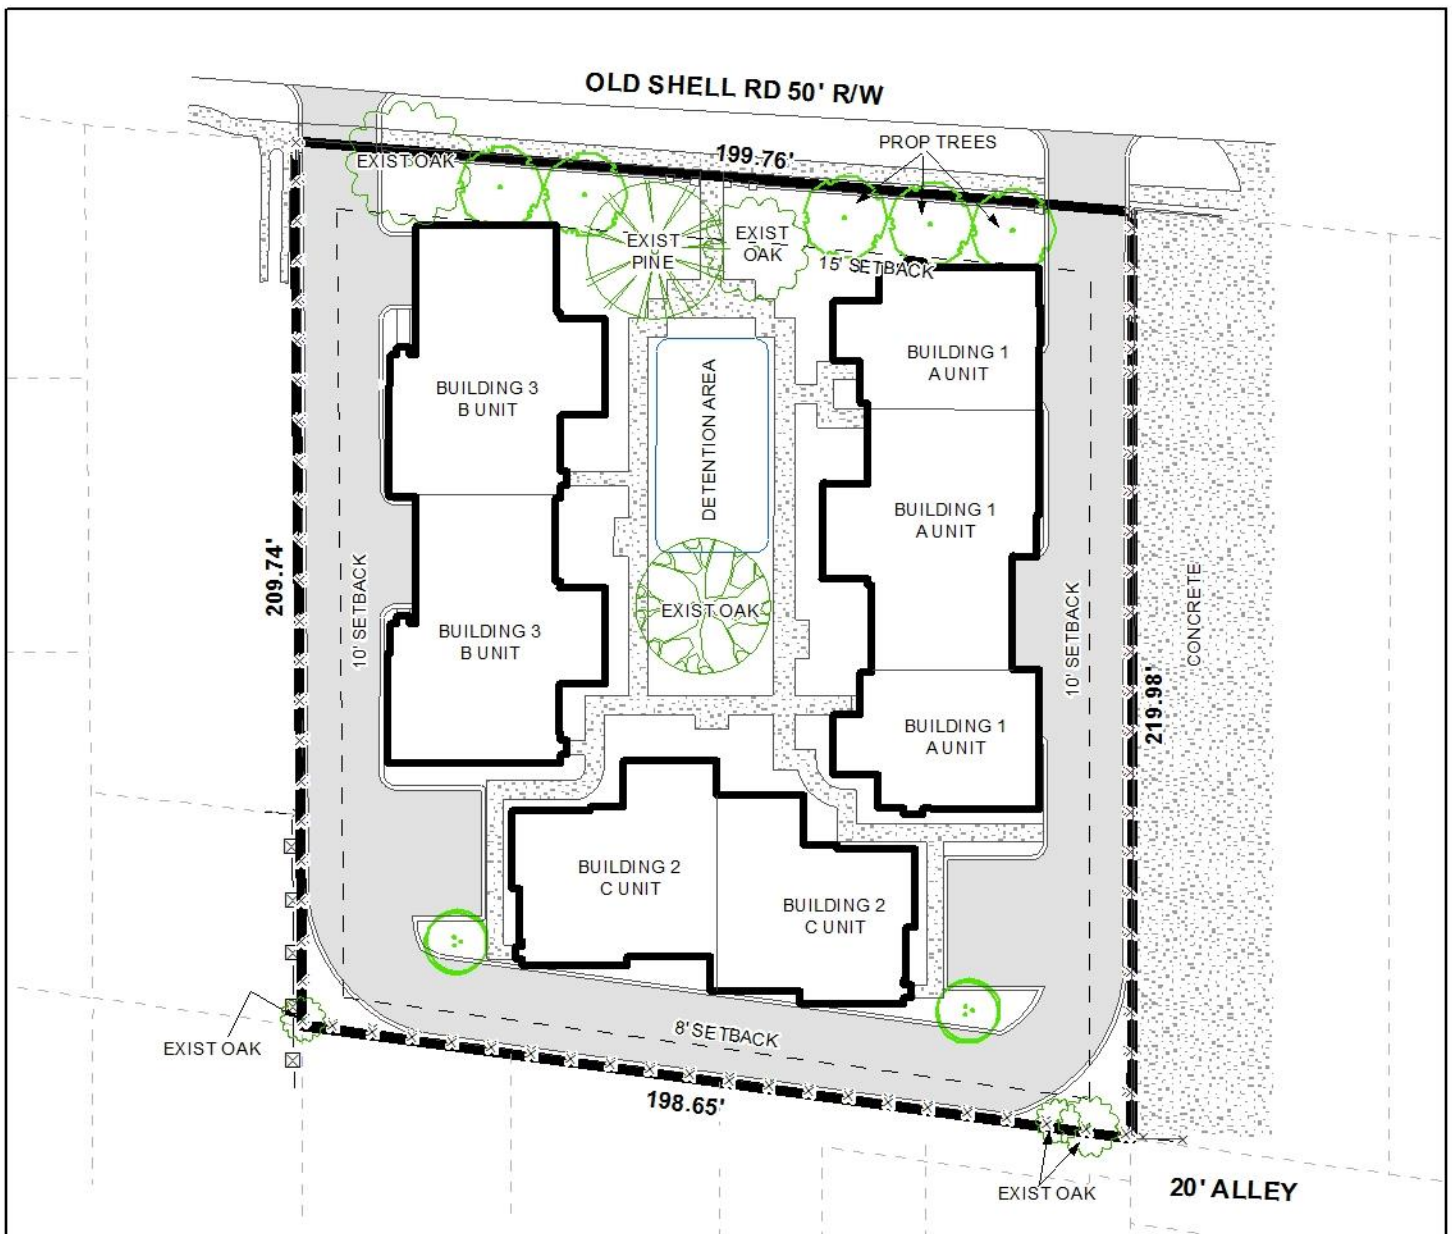 OLD SHELL RD 50' R/W
PROP TREES
199.76'
EXIST OAK
EXIST
PINE
EXIST
OAK
15' SETBACK
BUILDING 1
A UNIT
BUILDING 3
B UNIT
DETENTION AREA
BUILDING 1
A UNIT
209.74'
10' SETBACK
EXIST OAK
BUILDING 3
B UNIT
10' SETBACK
CONCRETE
219.98'
BUILDING 1
A UNIT
BUILDING 2
C UNIT
BUILDING 2
C UNIT
8' SETBACK
EXIST OAK
198.65'
EXIST OAK
20' ALLEY